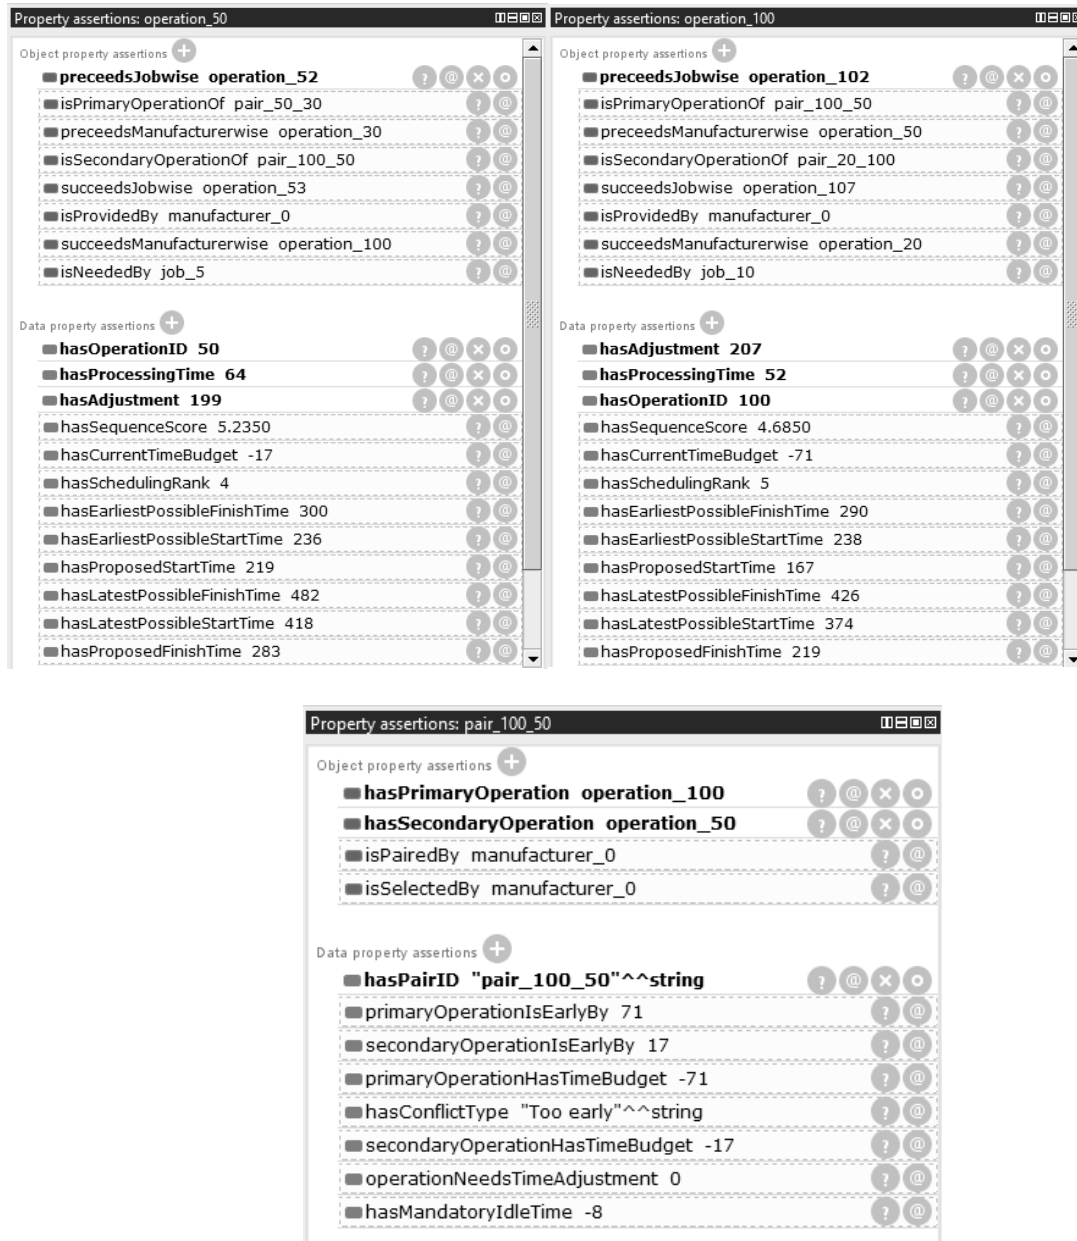 Property assertions: operation_50
Object property assertions
preceedsJobwise operation_52
isPrimaryOperationOf pair_50_30
preceedsManufacturerwise operation_30
isSecondaryOperationOf pair_100_50
succeedsJobwise operation_53
isProvidedBy manufacturer_0
succeedsManufacturerwise operation_100
isNeededBy job_5
Data property assertions
hasOperationID 50
hasProcessingTime 64
hasAdjustment 199
hasSequenceScore 5.2350
hasCurrentTimeBudget -17
hasSchedulingRank 4
hasEarliestPossibleFinishTime 300
hasEarliestPossibleStartTime 236
hasProposedStartTime 219
hasLatestPossibleFinishTime 482
hasLatestPossibleStartTime 418
hasProposedFinishTime 283
Property assertions: operation_100
Object property assertions
preceedsJobwise operation_102
isPrimaryOperationOf pair_100_50
preceedsManufacturerwise operation_50
isSecondaryOperationOf pair_20_100
succeedsJobwise operation_107
isProvidedBy manufacturer_0
succeedsManufacturerwise operation_20
isNeededBy job_10
Data property assertions
hasAdjustment 207
hasProcessingTime 52
hasOperationID 100
hasSequenceScore 4.6850
hasCurrentTimeBudget -71
hasSchedulingRank 5
hasEarliestPossibleFinishTime 290
hasEarliestPossibleStartTime 238
hasProposedStartTime 167
hasLatestPossibleFinishTime 426
hasLatestPossibleStartTime 374
hasProposedFinishTime 219
Property assertions: pair_100_50
Object property assertions
hasPrimaryOperation operation_100
hasSecondaryOperation operation_50
isPairedBy manufacturer_0
isSelectedBy manufacturer_0
Data property assertions
hasPairID "pair_100_50"^^string
primaryOperationIsEarlyBy 71
secondaryOperationIsEarlyBy 17
primaryOperationHasTimeBudget -71
hasConflictType "Too early"^^string
secondaryOperationHasTimeBudget -17
operationNeedsTimeAdjustment 0
hasMandatoryIdleTime -8